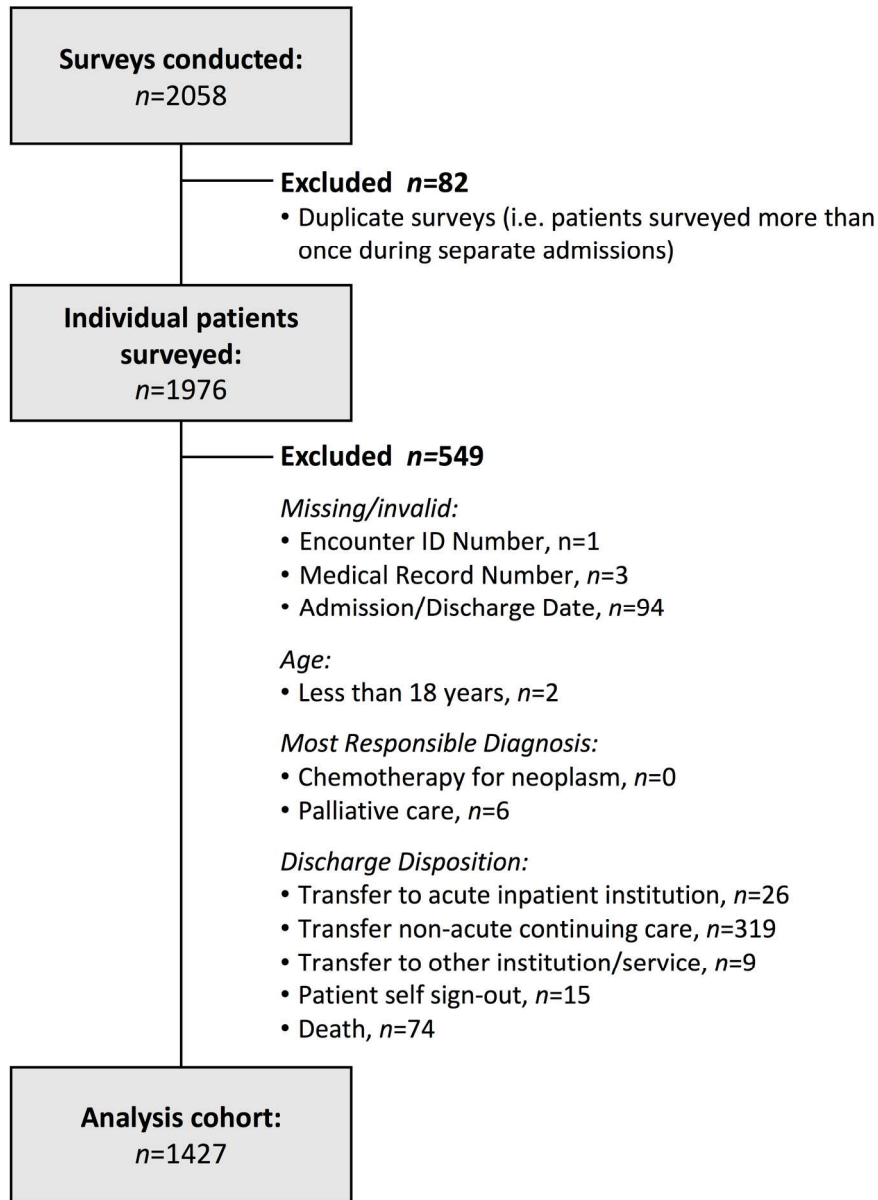 Surveys conducted:
n=2058
Excluded n=82
• Duplicate surveys (i.e. patients surveyed more than
once during separate admissions)
Individual patients
surveyed:
n=1976
Excluded n=549
Missing/invalid:
• Encounter ID Number, n=1
• Medical Record Number, n=3
• Admission/Discharge Date, n=94
Age:
• Less than 18 years, n=2
Most Responsible Diagnosis:
• Chemotherapy for neoplasm, n=0
• Palliative care, n=6
Discharge Disposition:
• Transfer to acute inpatient institution, n=26
• Transfer non-acute continuing care, n=319
• Transfer to other institution/service, n=9
• Patient self sign-out, n=15
• Death, n=74
Analysis cohort:
n=1427